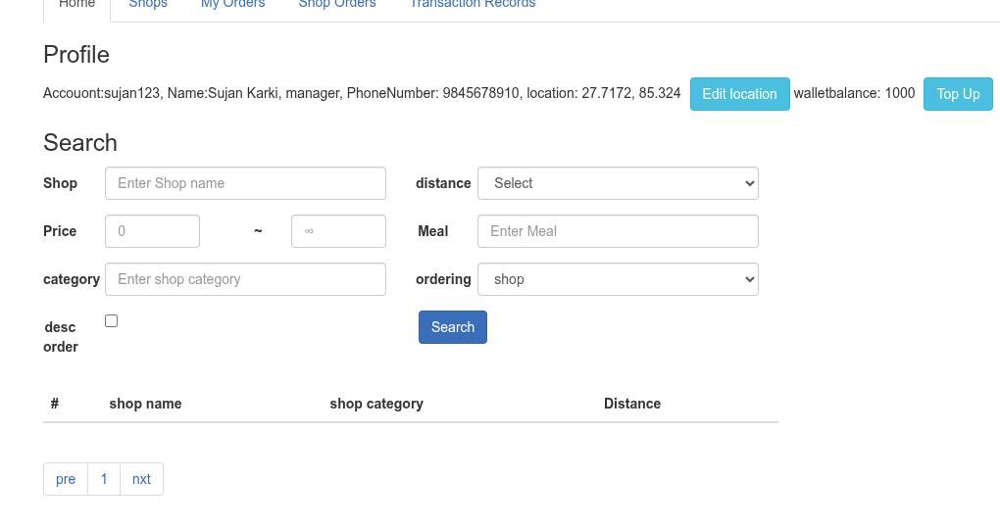 Home Shops My Orders Shop Orders Transaction Records
Profile
Accouont:sujan123, Name:Sujan Karki, manager, PhoneNumber: 9845678910, location: 27.7172, 85.324 Edit location walletbalance: 1000 Top Up
Search
Shop Enter Shop name distance Select
Price 0 ~ ∞ Meal Enter Meal
category Enter shop category ordering shop
desc Search
order
# shop name shop category Distance
pre 1 nxt